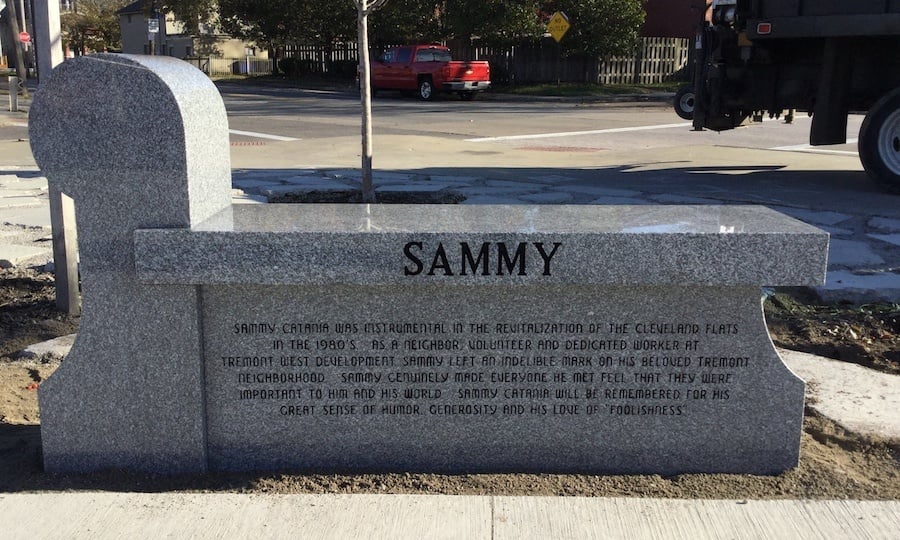 SAMMY
SAMMY CATANIA WAS INSTRUMENTAL IN THE REVITALIZATION OF THE CLEVELAND FLATS
IN THE 1980'S. AS A NEIGHBOR, VOLUNTEER AND DEDICATED WORKER AT
TREMONT WEST DEVELOPMENT, SAMMY LEFT AN INDELIBLE MARK ON HIS BELOVED TREMONT
NEIGHBORHOOD. SAMMY GENUINELY MADE EVERYONE HE MET FEEL THAT THEY WERE
IMPORTANT TO HIM AND HIS WORLD. SAMMY CATANIA WILL BE REMEMBERED FOR HIS
GREAT SENSE OF HUMOR, GENEROSITY AND HIS LOVE OF "FOOLISHNESS".